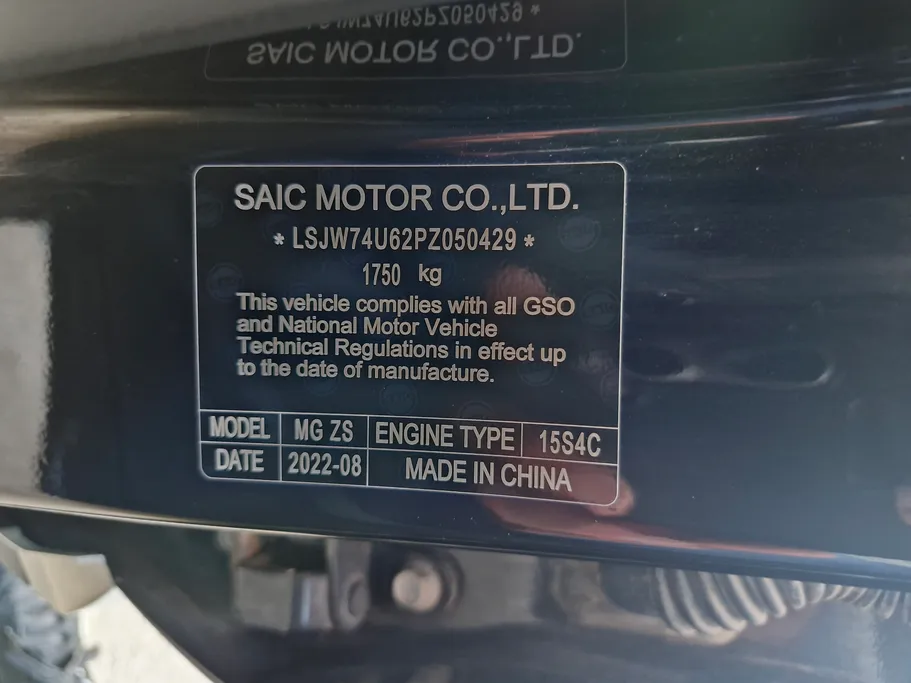 SAIC MOTOR CO.,LTD.
* LSJW74U62PZ050429 *
1750 kg
This vehicle complies with all GSO
and National Motor Vehicle
Technical Regulations in effect up
to the date of manufacture.
MODEL MG ZS ENGINE TYPE 15S4C
DATE 2022-08 MADE IN CHINA